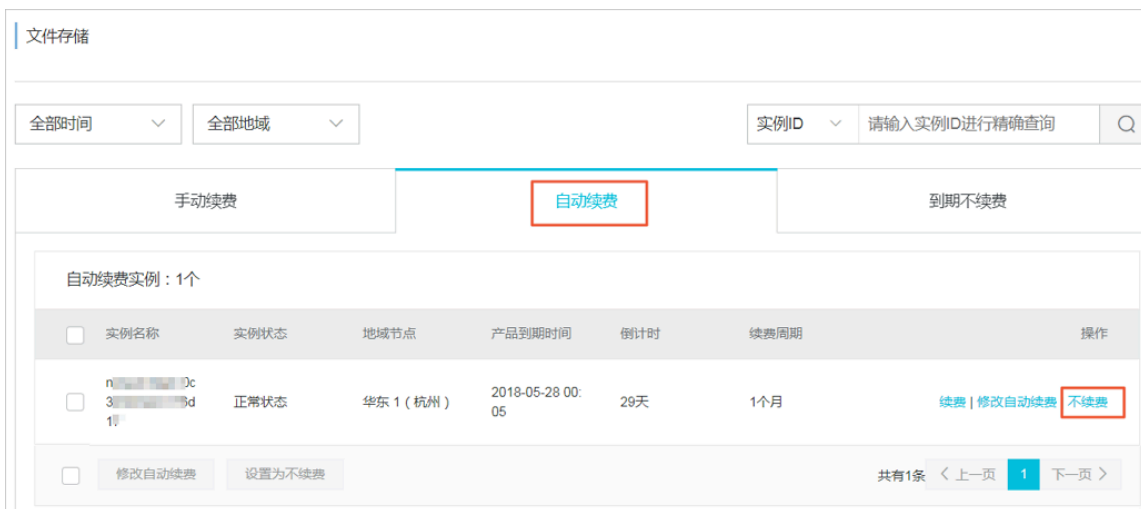 文件存储
全部时间 全部地域 实例ID 请输入实例ID进行精确查询
手动续费 自动续费 到期不续费
自动续费实例：1个
实例名称 实例状态 地域节点 产品到期时间 倒计时 续费周期 操作
正常状态 华东 1 ( 杭州 ) 2018-05-28 00:
05 29天 1个月 续费 | 修改自动续费 不续费
修改自动续费 设置为不续费 共有1条 上一页 1 下一页